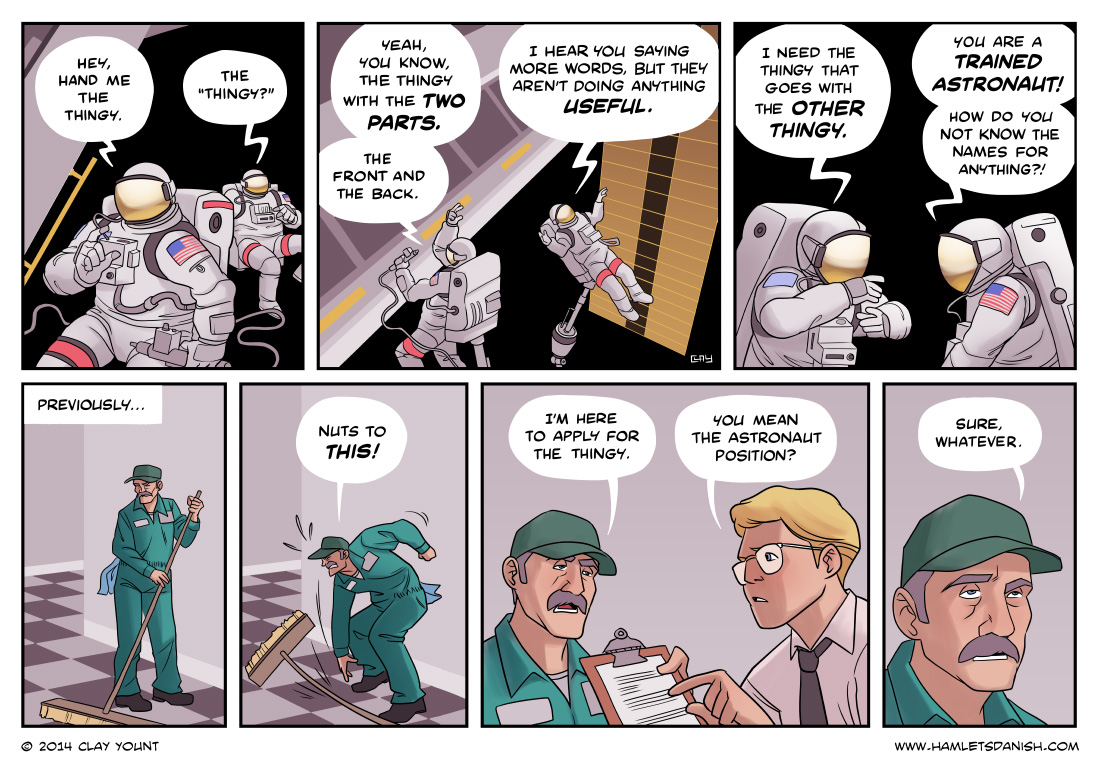 HEY,
HAND ME
THE
THINGY.
THE
"THINGY?"
YEAH,
YOU KNOW,
THE THINGY
WITH THE TWO
PARTS.
THE
FRONT AND
THE BACK.
I HEAR YOU SAYING
MORE WORDS, BUT THEY
AREN'T DOING ANYTHING
USEFUL.
CLAY
I NEED THE
THINGY THAT
GOES WITH
THE OTHER
THINGY.
YOU ARE A
TRAINED
ASTRONAUT!
HOW DO YOU
NOT KNOW THE
NAMES FOR
ANYTHING?!
PREVIOUSLY...
NUTS TO
THIS!
I'M HERE
TO APPLY FOR
THE THINGY.
YOU MEAN
THE ASTRONAUT
POSITION?
SURE,
WHATEVER.
© 2014 CLAY YOUNT
WWW.HAMLETSDANISH.COM